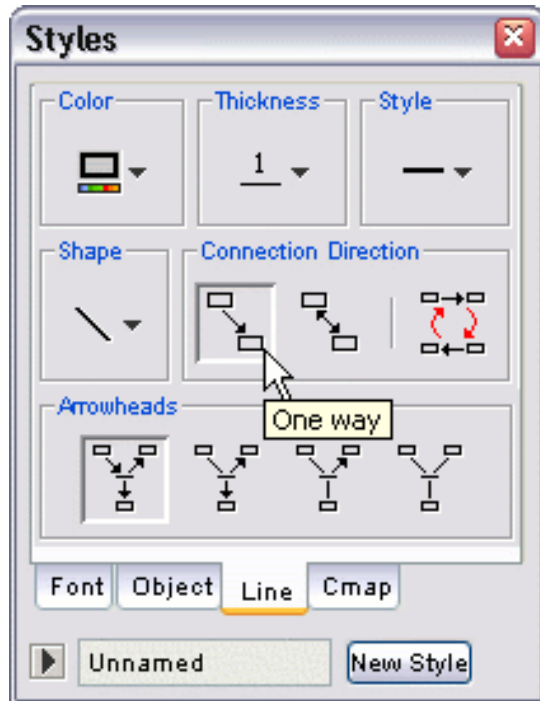 Styles
Color
Thickness
Style
1
Shape
Connection Direction
One way
Arrowheads
Font
Object
Line
Cmap
Unnamed
New Style